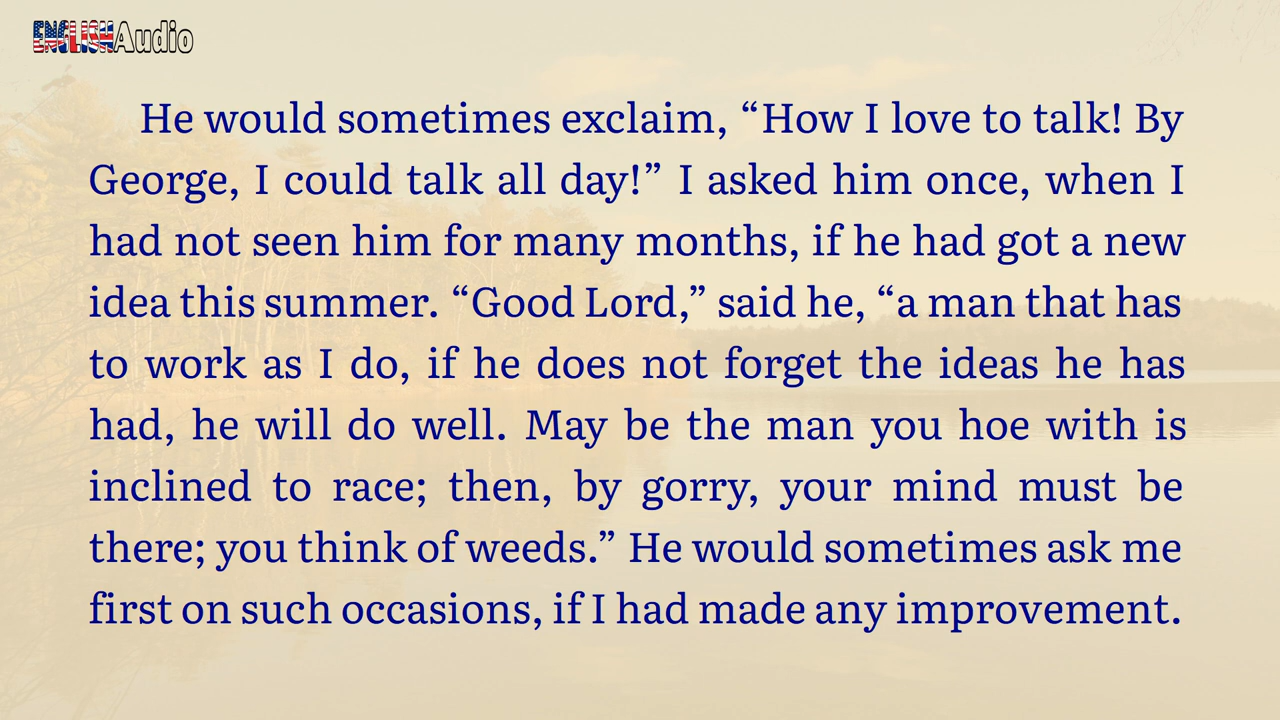 ENGLISHAudio
He would sometimes exclaim, “How I love to talk! By
George, I could talk all day!” I asked him once, when I
had not seen him for many months, if he had got a new
idea this summer. “Good Lord,” said he, “a man that has
to work as I do, if he does not forget the ideas he has
had, he will do well. May be the man you hoe with is
inclined to race; then, by gorry, your mind must be
there; you think of weeds.” He would sometimes ask me
first on such occasions, if I had made any improvement.